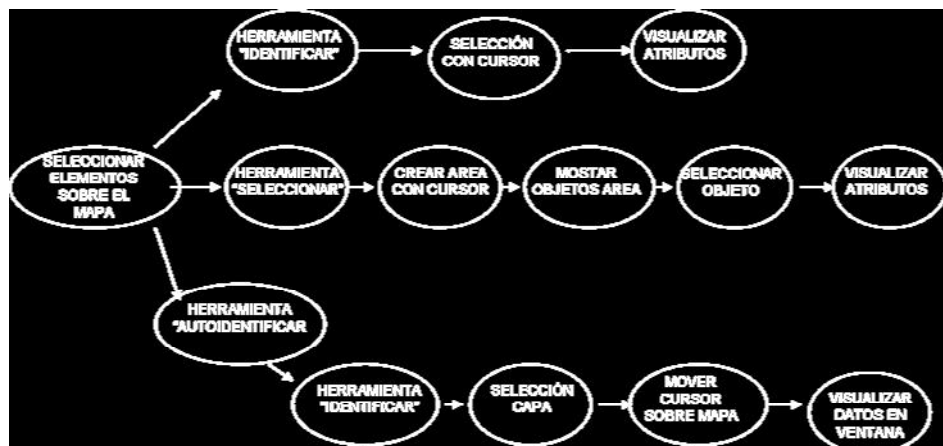 HERRAMIENTA
"IDENTIFICAR"
SELECCIÓN
CON CURSOR
VISUALIZAR
ATRIBUTOS
SELECCIONAR
ELEMENTOS
SOBRE EL
MAPA
HERRAMIENTA
"SELECCIONAR"
CREAR AREA
CON CURSOR
MOSTAR
OBJETOS AREA
SELECCIONAR
OBJETO
VISUALIZAR
ATRIBUTOS
HERRAMIENTA
"AUTOIDENTIFICAR
HERRAMIENTA
"IDENTIFICAR"
SELECCIÓN
CAPA
MOVER
CURSOR
SOBRE MAPA
VISUALIZAR
DATOS EN
VENTANA